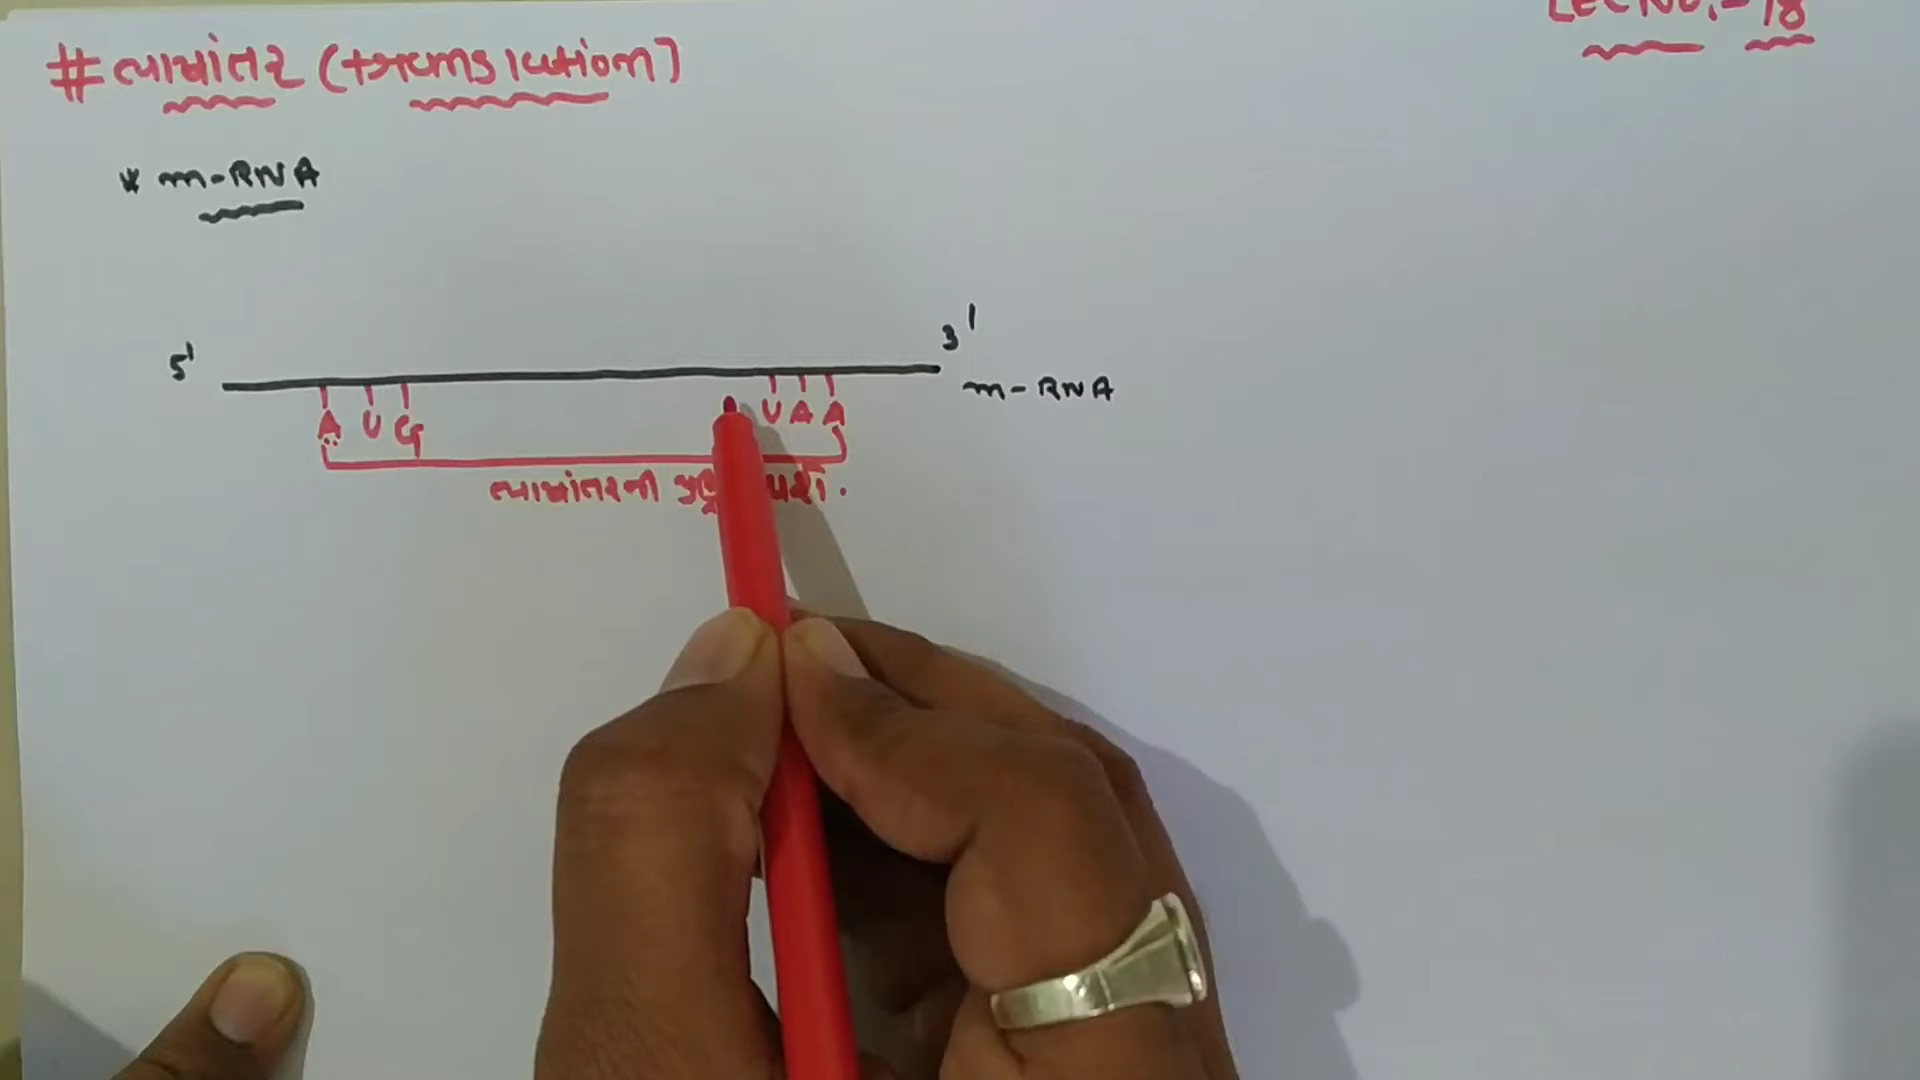 LEC NO. - 18
# ભાષાંતર (translation)
* m-RNA
5' 3'
m-RNA
A U G U A A
ભાષાંતરની